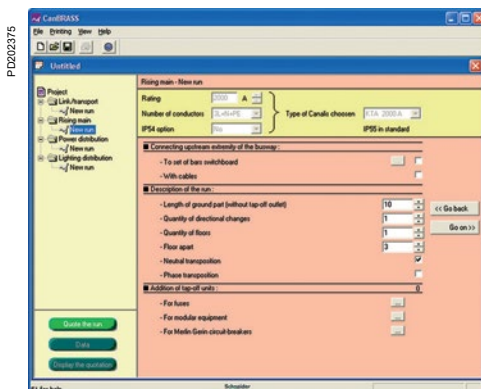 PD202375
CanBRASS
File Printing View Help
Untitled
Project
Link/transport
New run
Rising main
New run
Power distribution
New run
Lighting distribution
New run
Quote the run
Data
Display the quotation
Rising main - New run
Rating 2000 A
Number of conductors 3L+N+PE Type of Canalis choosen KTA 2000 A
IP54 option No IP55 in standard
Connecting upstream extremity of the busway :
- To set of bars switchboard ...
- With cables
Description of the run :
- Length of ground part (without tap-off outlet) 10
- Quantity of directional changes 1
- Quantity of floors 1
- Floor apart 3
- Neutral transposition
- Phase transposition
<< Go back
Go on >>
Addition of tap-off units : 0
- For fuses ...
- For modular equipment ...
- For Merlin Gerin circuit-breakers ...
Schneider